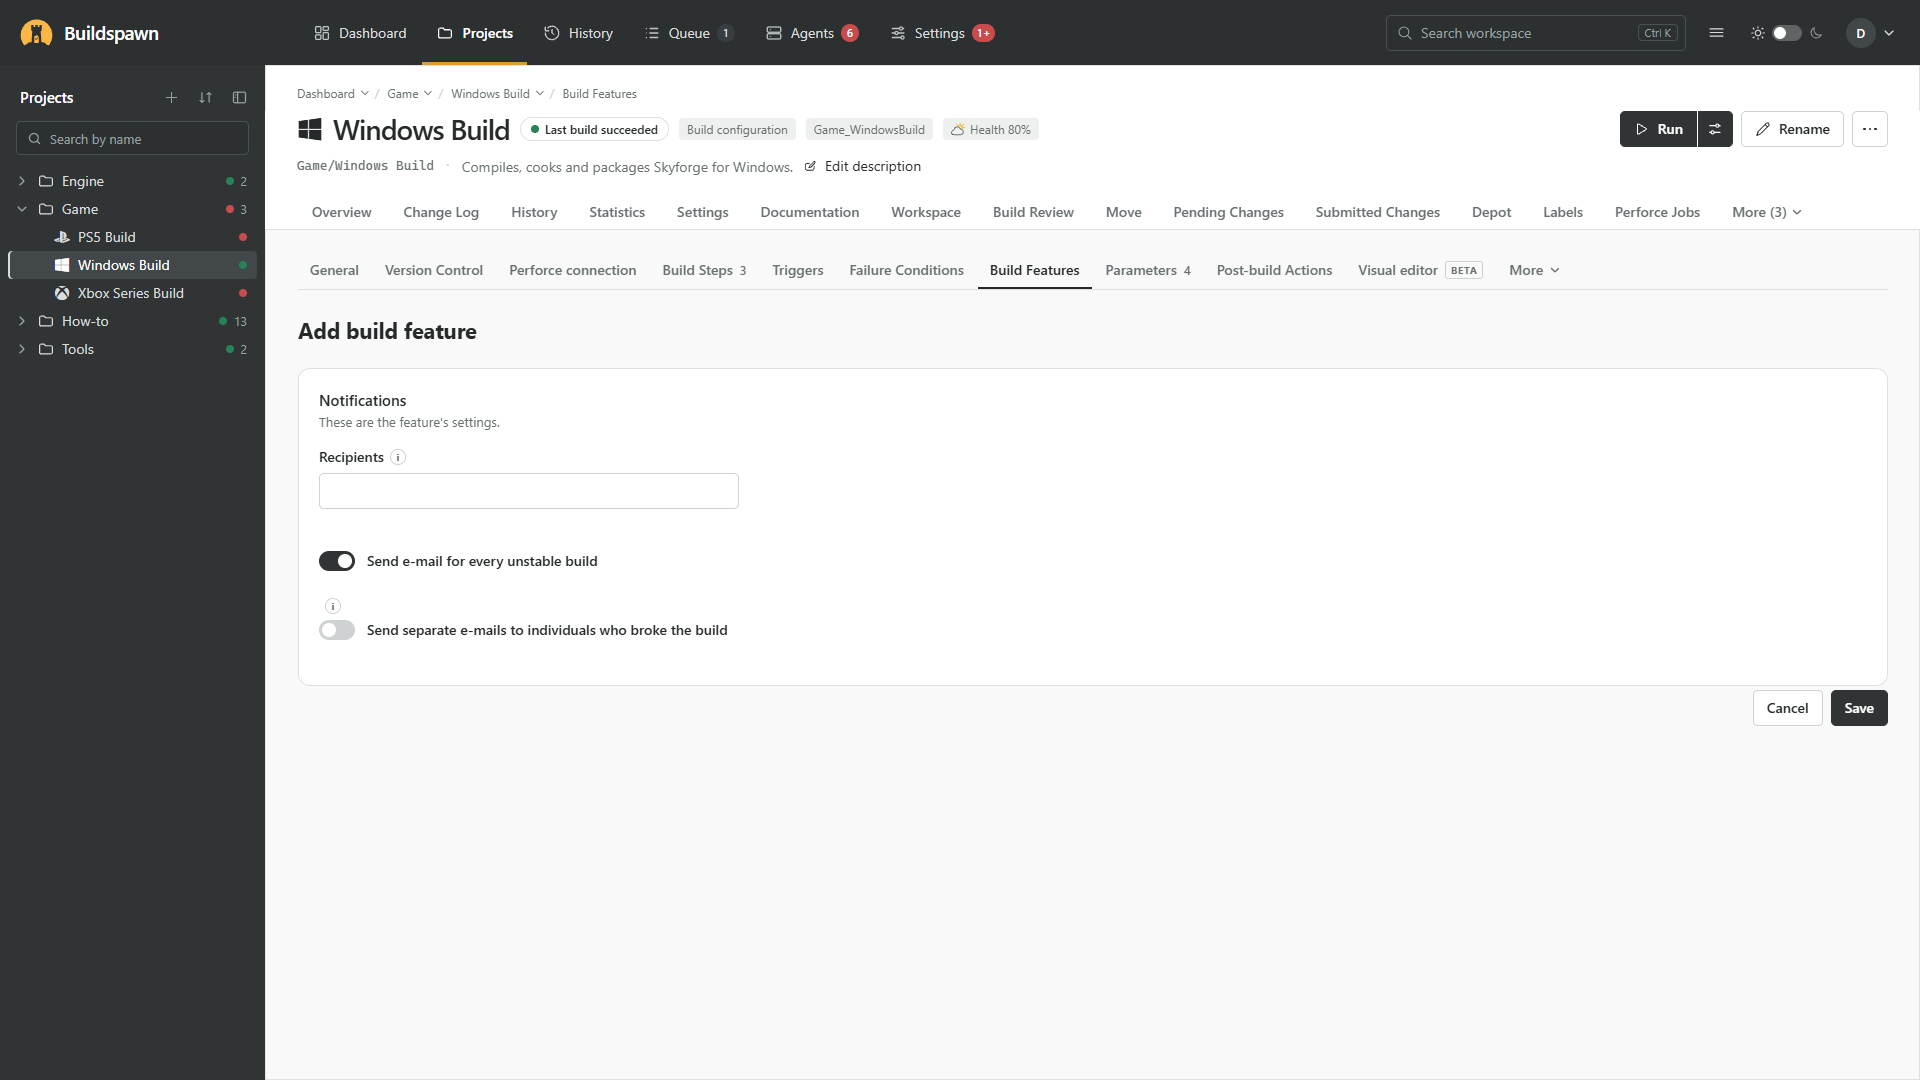 Buildspawn
Dashboard
Projects
History
Queue 1
Agents 6
Settings 1+
Search workspace Ctrl K
D
Projects
Search by name
Engine 2
Game 3
PS5 Build
Windows Build
Xbox Series Build
How-to 13
Tools 2
Dashboard / Game / Windows Build / Build Features
Windows Build
Last build succeeded
Build configuration
Game_WindowsBuild
Health 80%
Run
Rename
Game/Windows Build · Compiles, cooks and packages Skyforge for Windows. Edit description
Overview Change Log History Statistics Settings Documentation Workspace Build Review Move Pending Changes Submitted Changes Depot Labels Perforce Jobs More (3)
General Version Control Perforce connection Build Steps 3 Triggers Failure Conditions Build Features Parameters 4 Post-build Actions Visual editor BETA More
Add build feature
Notifications
These are the feature's settings.
Recipients i
Send e-mail for every unstable build
i
Send separate e-mails to individuals who broke the build
Cancel Save